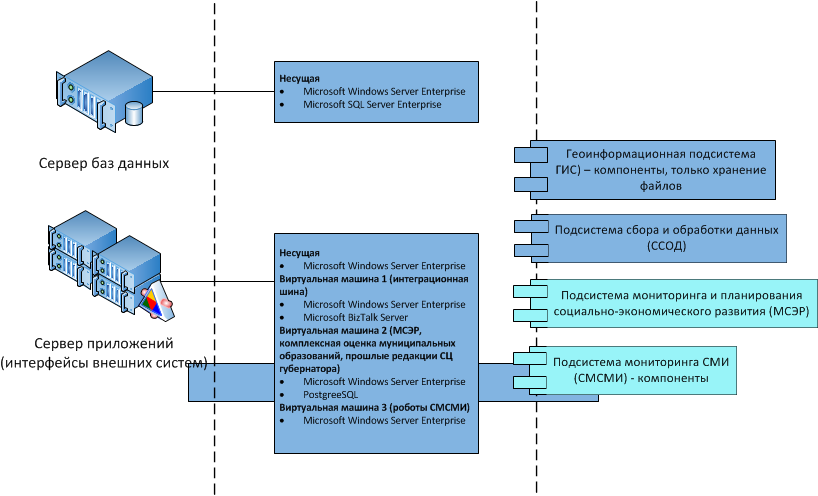 Несущая
• Microsoft Windows Server Enterprise
• Microsoft SQL Server Enterprise
Сервер баз данных
Геоинформационная подсистема
ГИС) – компоненты, только хранение
файлов
Подсистема сбора и обработки данных
(ССОД)
Несущая
• Microsoft Windows Server Enterprise
Виртуальная машина 1 (интеграционная
шина)
• Microsoft Windows Server Enterprise
• Microsoft BizTalk Server
Виртуальная машина 2 (МСЭР,
комплексная оценка муниципальных
образований, прошлые редакции СЦ
губернатора)
• Microsoft Windows Server Enterprise
• PostgreeSQL
Виртуальная машина 3 (роботы СМСМИ)
• Microsoft Windows Server Enterprise
Подсистема мониторинга и планирования
социально-экономического развития (МСЭР)
Сервер приложений
(интерфейсы внешних систем)
Подсистема мониторинга СМИ
(СМСМИ) - компоненты